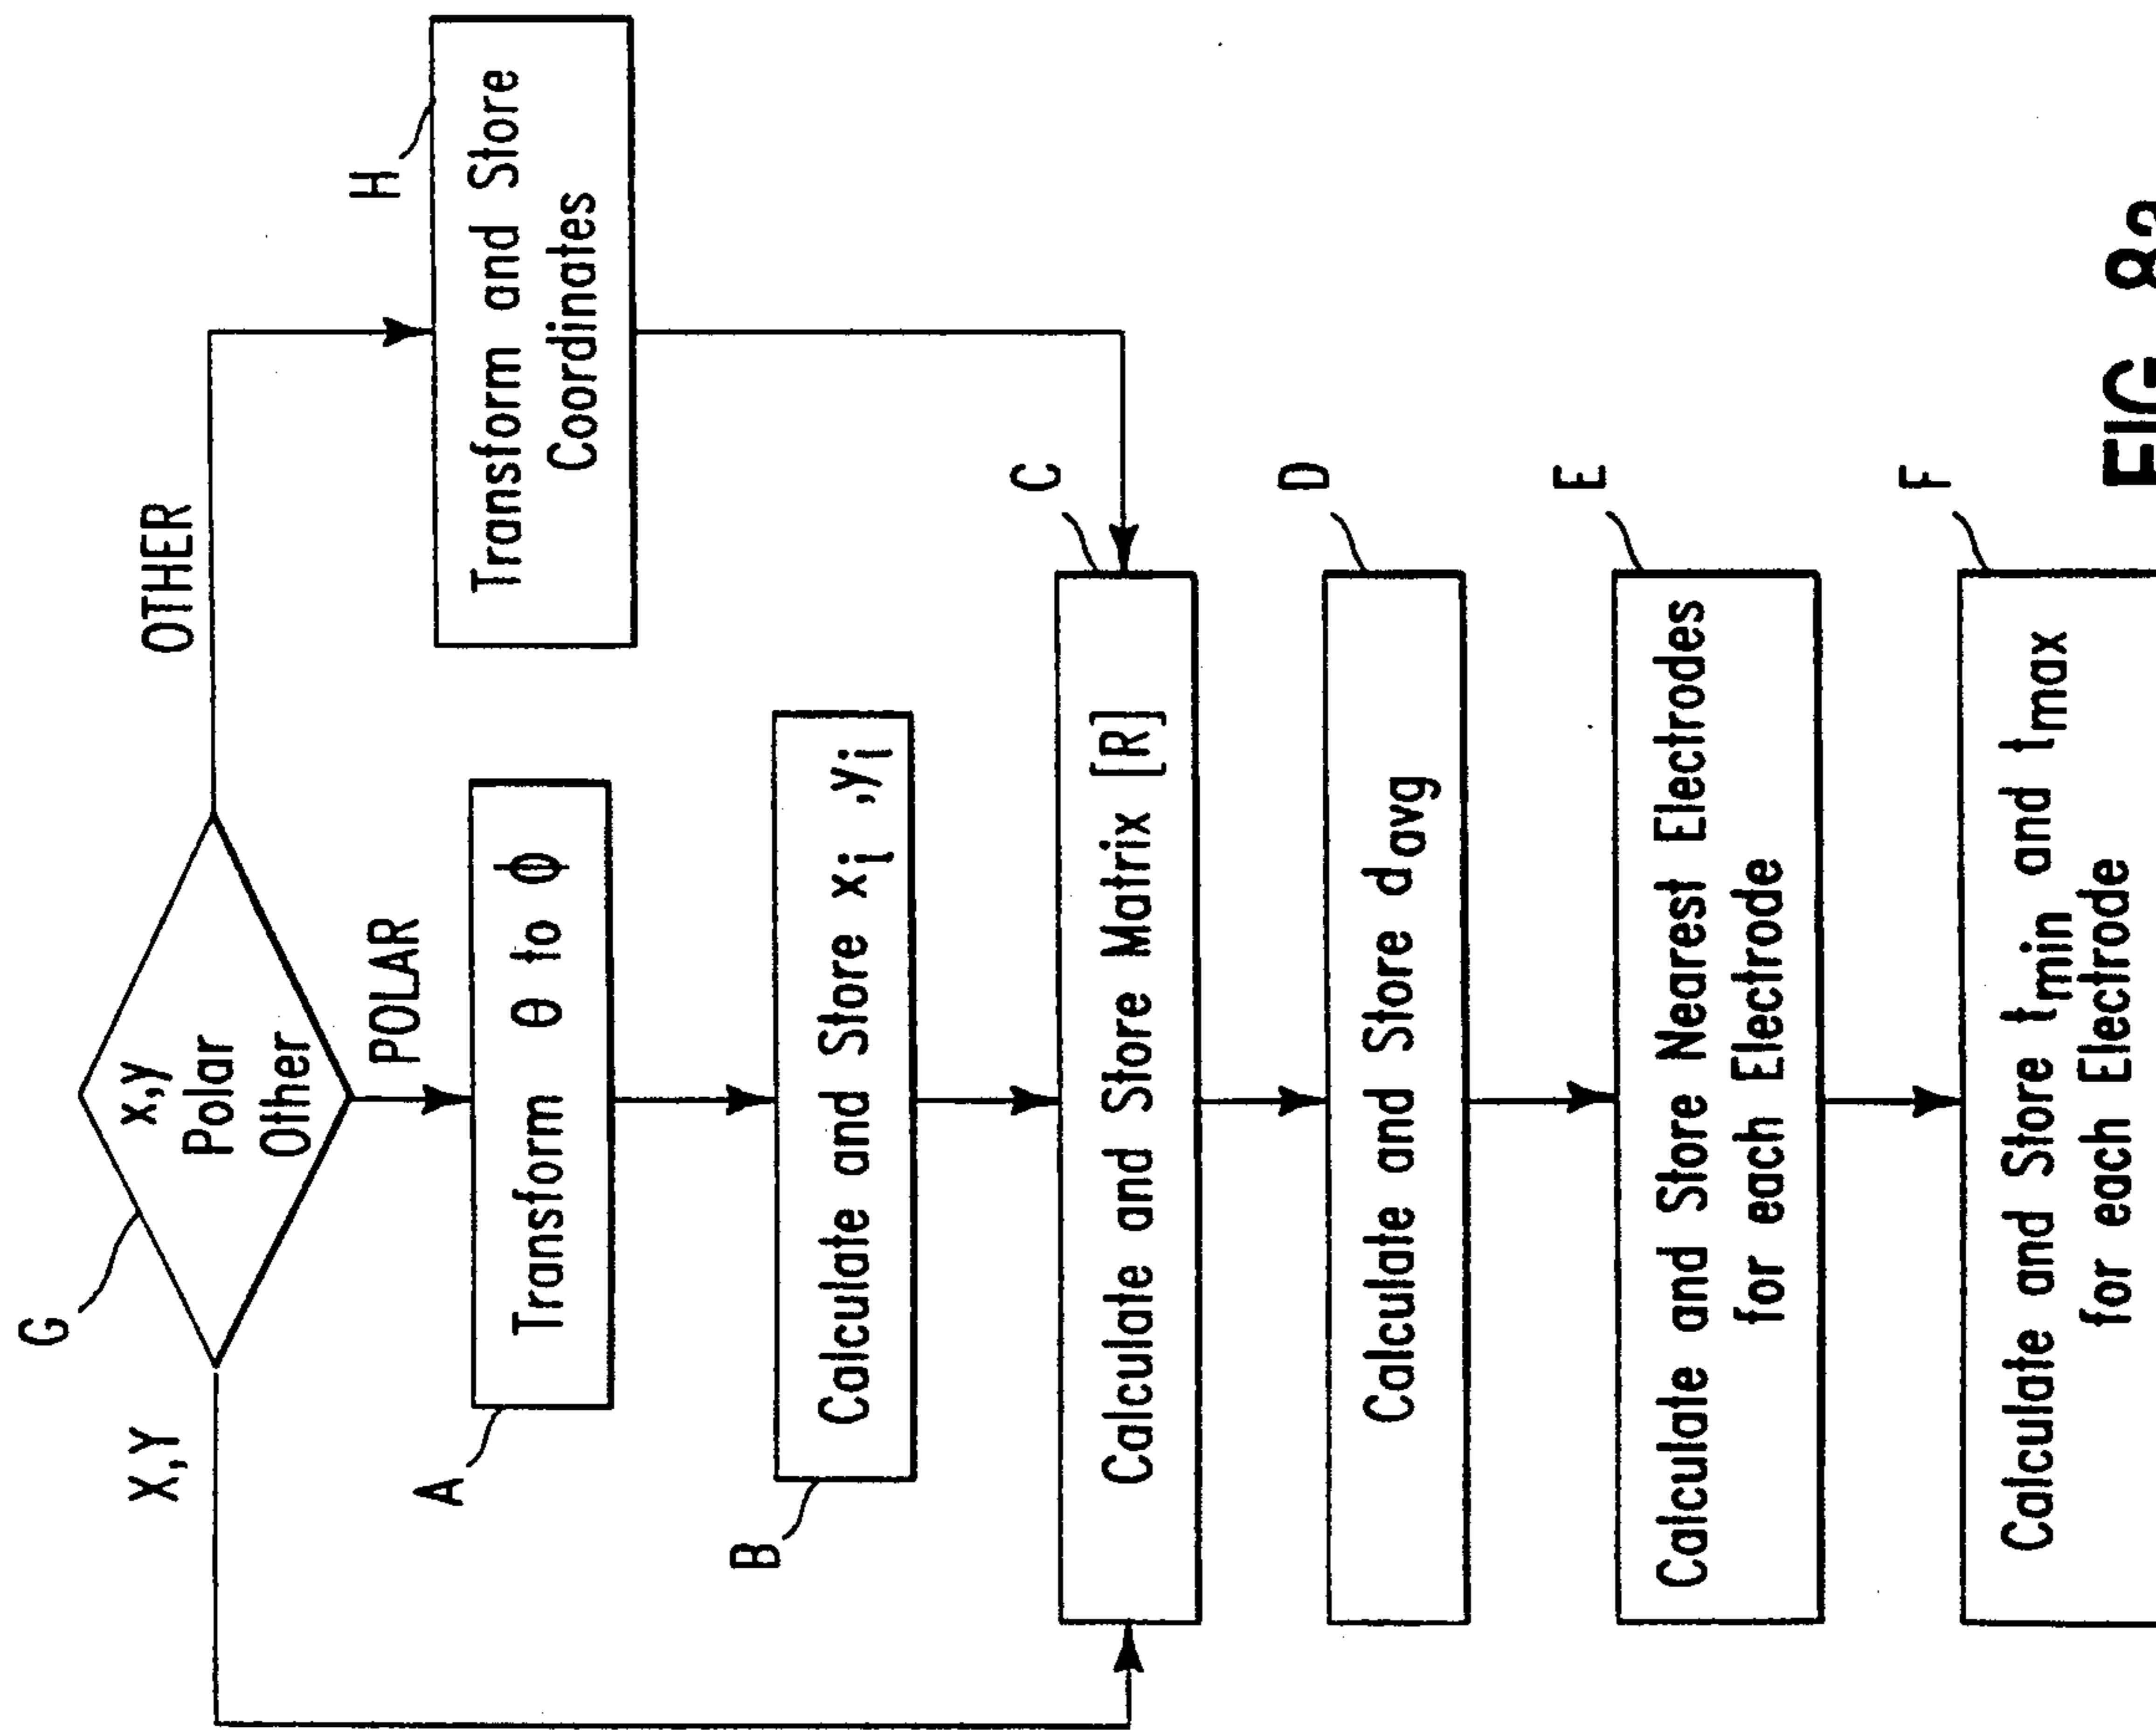 G
x,y
Polar
Other
X,Y
OTHER
POLAR
H
Transform and Store
Coordinates
A
Transform θ to ϕ
B
Calculate and Store xi ,yi
C
Calculate and Store Matrix [R]
D
Calculate and Store davg
E
Calculate and Store Nearest Electrodes
for each Electrode
F
Calculate and Store tmin and tmax
for each Electrode
FIG